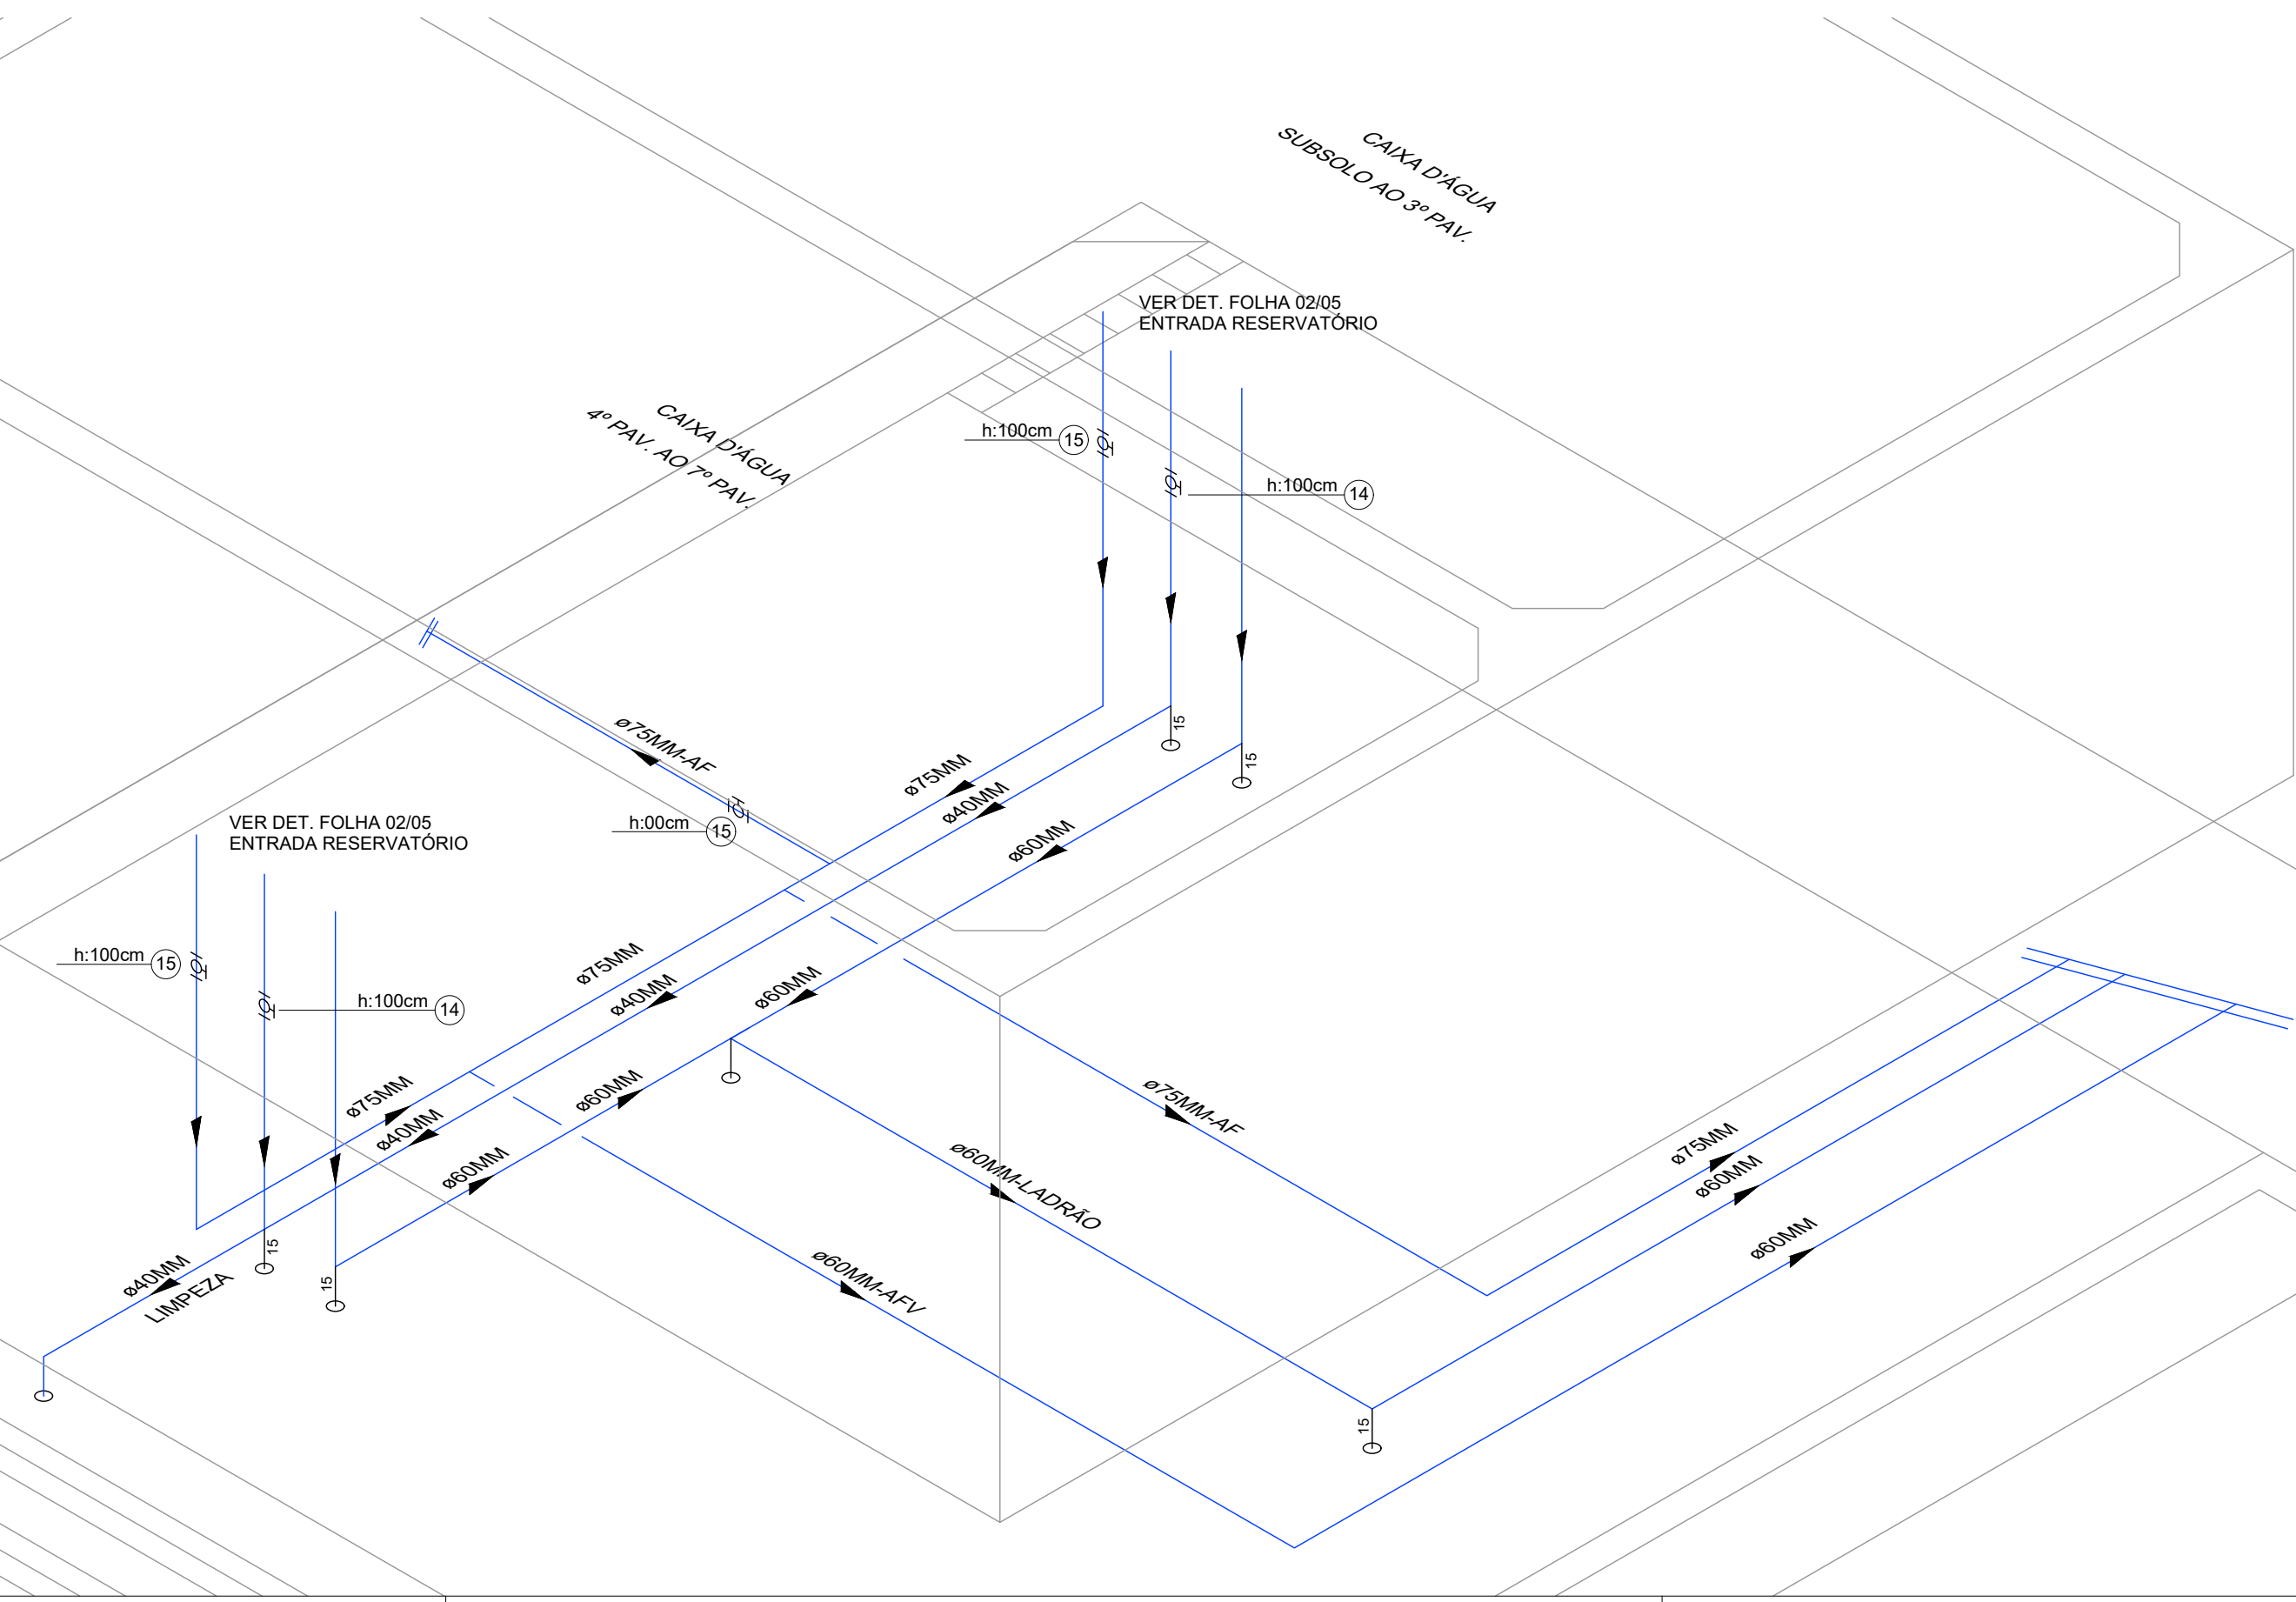 CAIXA D'ÁGUA
SUBSOLO AO 3º PAV.
VER DET. FOLHA 02/05
ENTRADA RESERVATÓRIO
CAIXA D'ÁGUA
4º PAV. AO 7º PAV.
h:100cm 15
h:100cm 14
15
15
ø75MM-AF
ø75MM
ø40MM
ø60MM
h:00cm 15
VER DET. FOLHA 02/05
ENTRADA RESERVATÓRIO
h:100cm 15
h:100cm 14
ø75MM
ø40MM
ø60MM
ø75MM
ø40MM
ø60MM
ø60MM
ø75MM-AF
ø60MM-LADRÃO
ø60MM-AFV
ø75MM
ø60MM
ø60MM
15
15
ø40MM
LIMPEZA
15